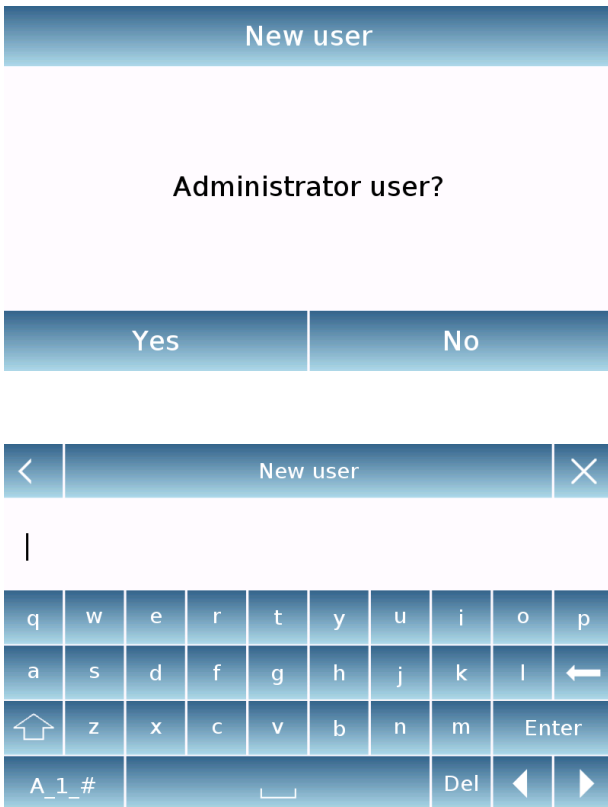 New user
Administrator user?
Yes No
New user
q w e r t y u i o p
a s d f g h j k l
z x c v b n m Enter
A_1_# Del